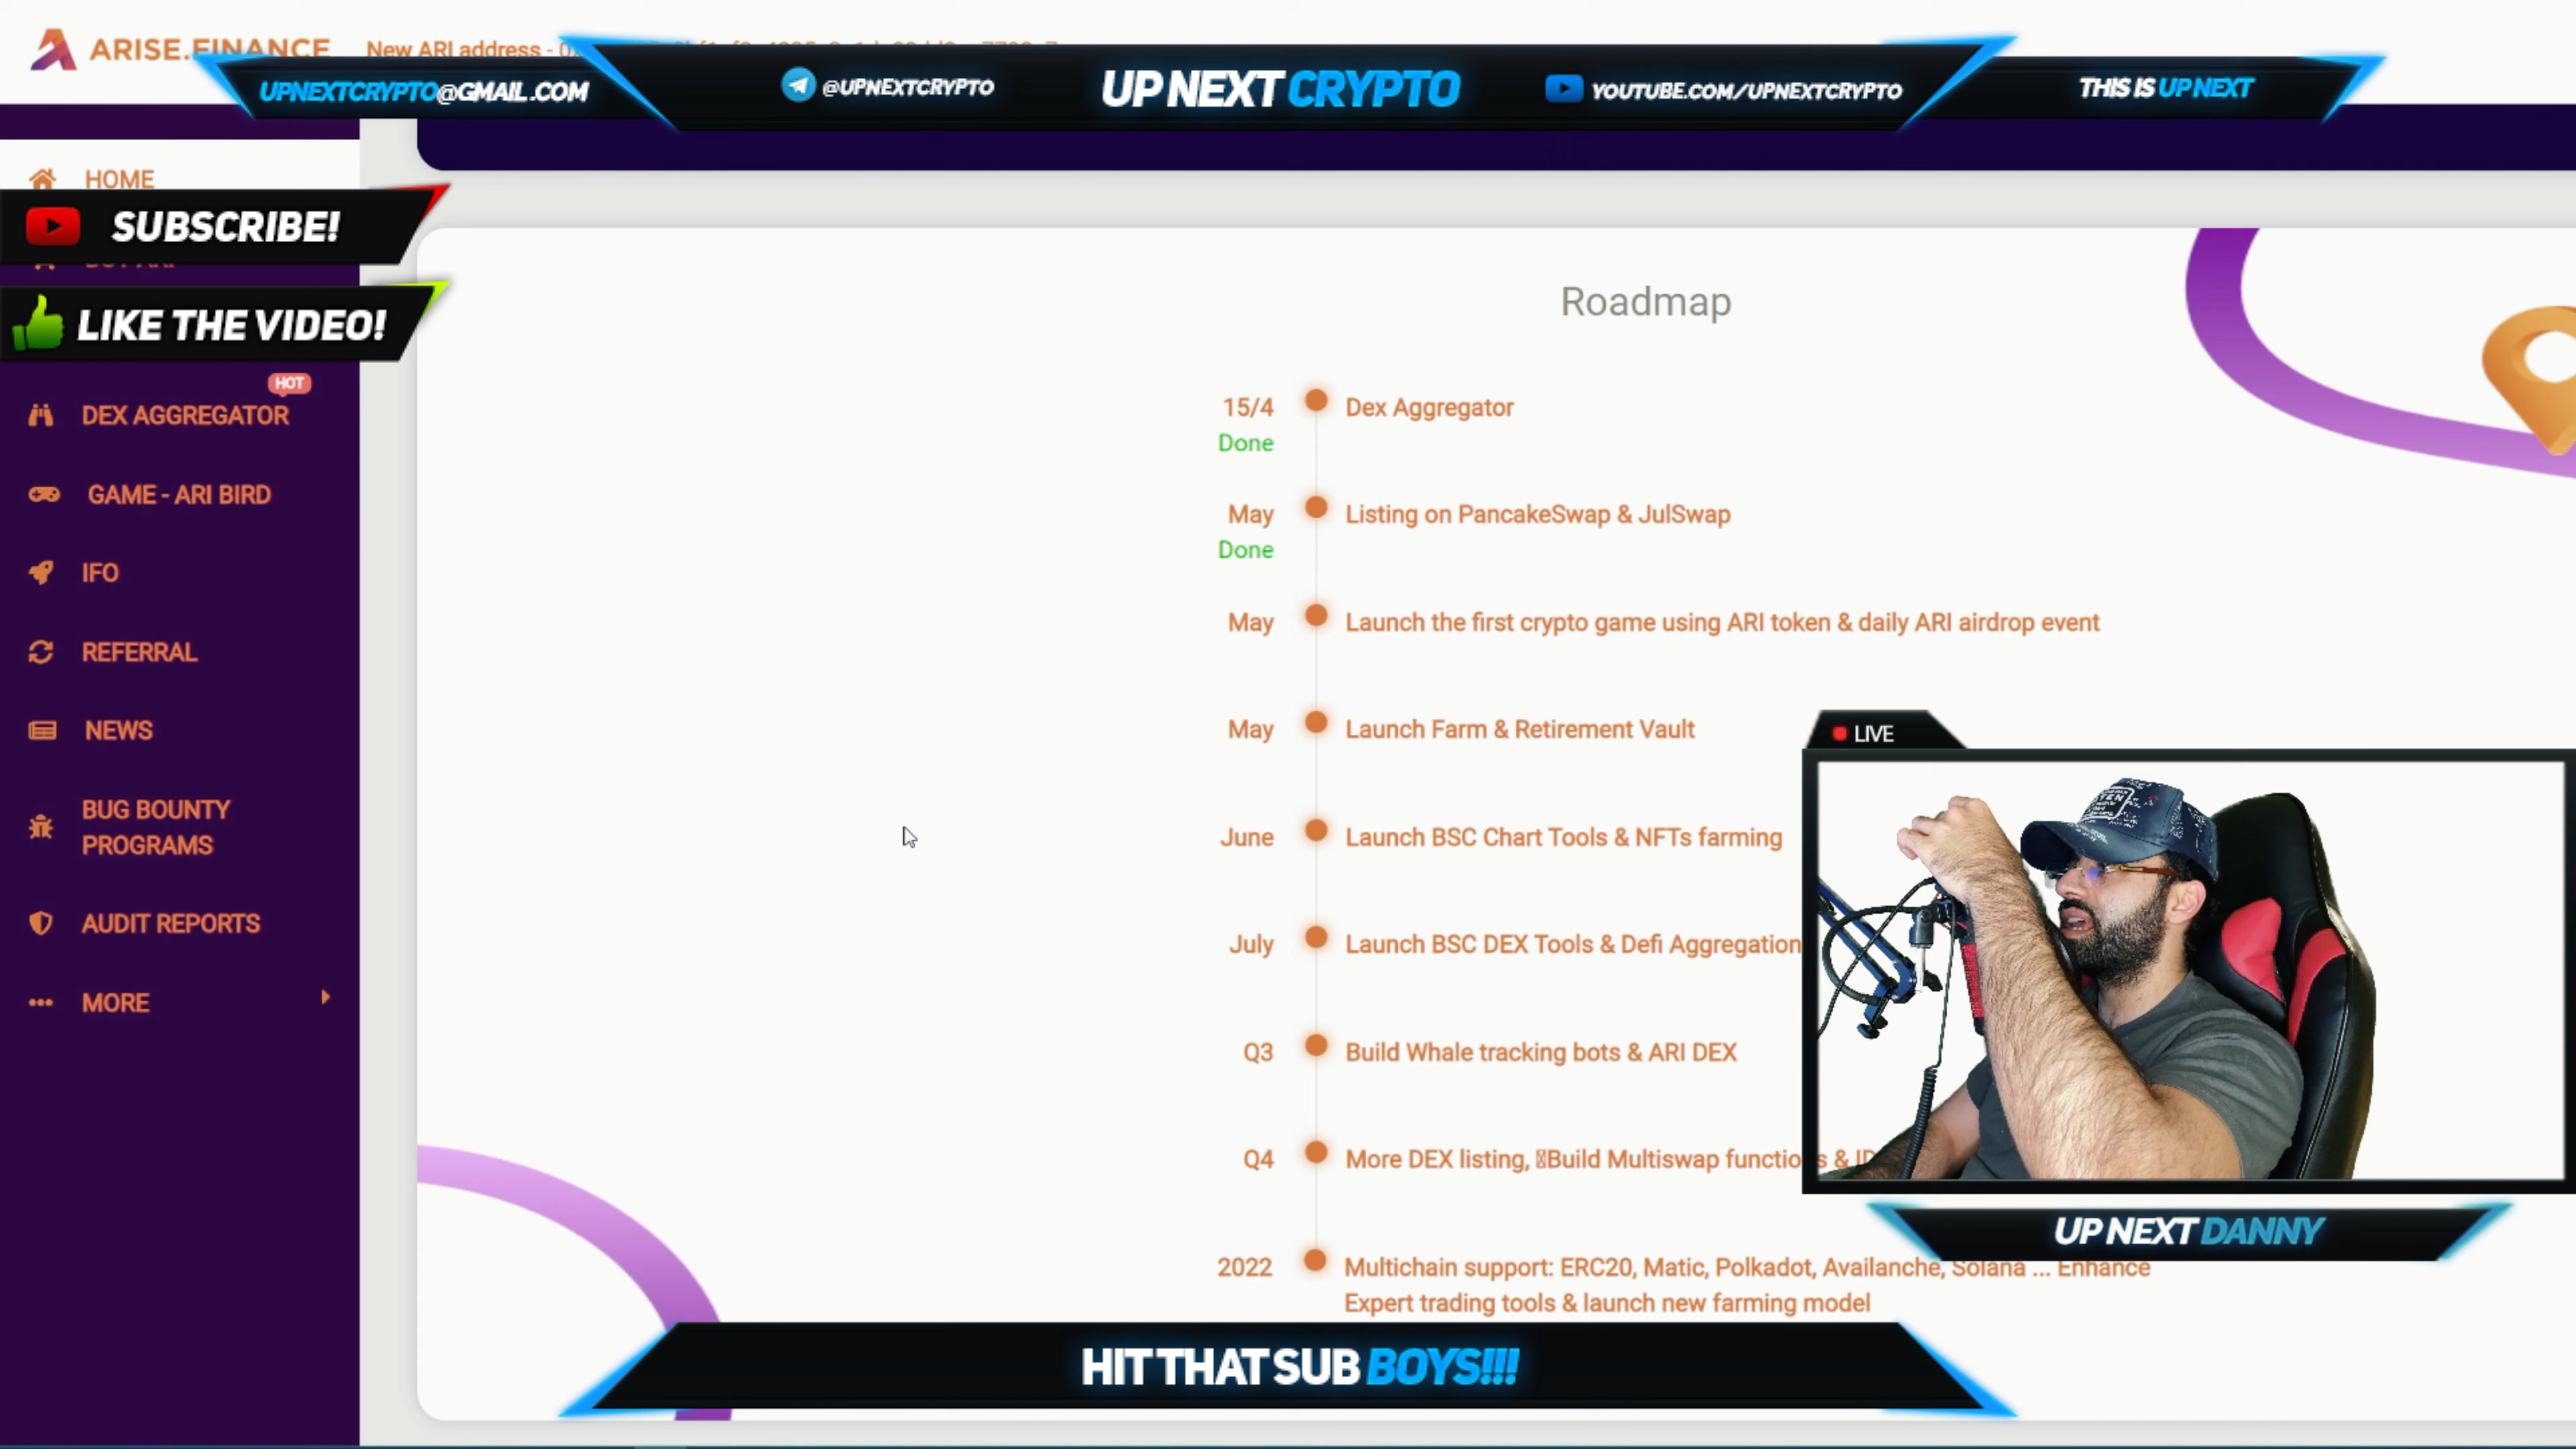 ARISE.FINANCE
New ARI address -
UPNEXTCRYPTO@GMAIL.COM
@UPNEXTCRYPTO
UP NEXT CRYPTO
YOUTUBE.COM/UPNEXTCRYPTO
THIS IS UP NEXT
HOME
SUBSCRIBE!
LIKE THE VIDEO!
HOT
DEX AGGREGATOR
GAME - ARI BIRD
IFO
REFERRAL
NEWS
BUG BOUNTY
PROGRAMS
AUDIT REPORTS
MORE
Roadmap
15/4 Dex Aggregator
Done
May Listing on PancakeSwap & JulSwap
Done
May Launch the first crypto game using ARI token & daily ARI airdrop event
May Launch Farm & Retirement Vault
June Launch BSC Chart Tools & NFTs farming
July Launch BSC DEX Tools & Defi Aggregation
Q3 Build Whale tracking bots & ARI DEX
Q4 More DEX listing, Build Multiswap functions &
2022 Multichain support: ERC20, Matic, Polkadot, Availanche, Solana ... Enhance
Expert trading tools & launch new farming model
LIVE
UP NEXT DANNY
HIT THAT SUB BOYS!!!